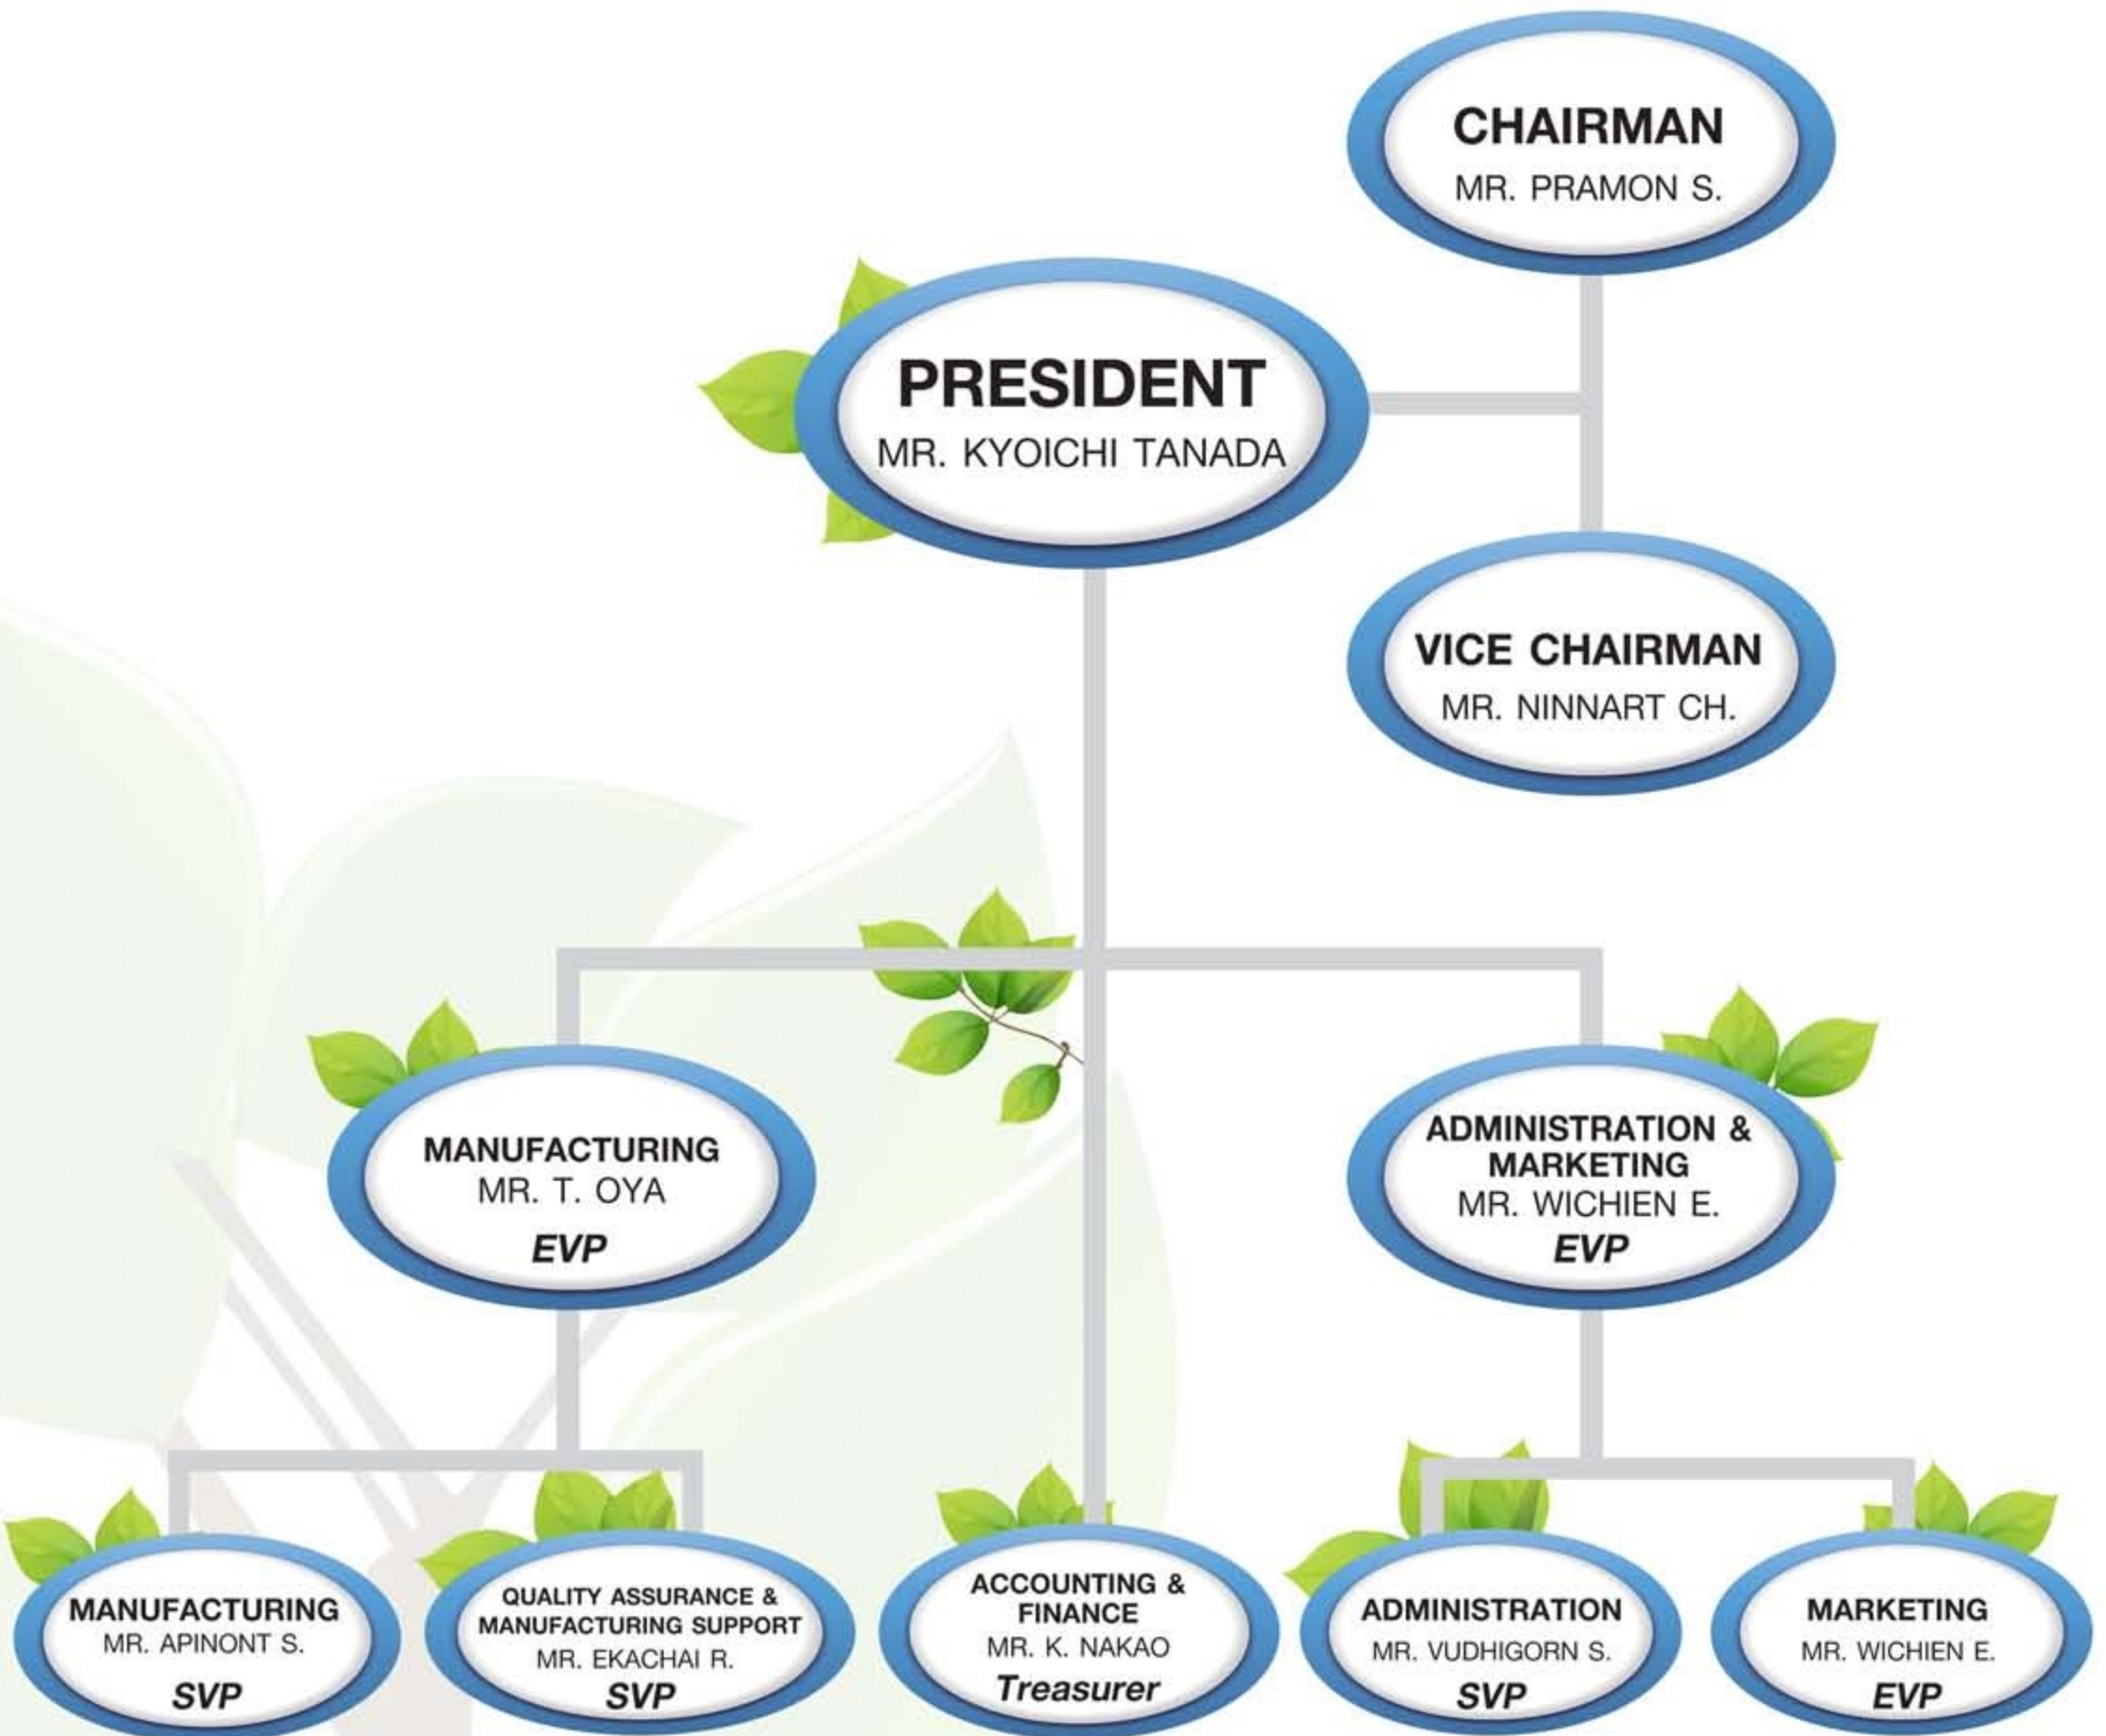 CHAIRMAN
MR. PRAMON S.
PRESIDENT
MR. KYOICHI TANADA
VICE CHAIRMAN
MR. NINNART CH.
MANUFACTURING
MR. T. OYA
EVP
ADMINISTRATION &
MARKETING
MR. WICHIEN E.
EVP
MANUFACTURING
MR. APINONT S.
SVP
QUALITY ASSURANCE &
MANUFACTURING SUPPORT
MR. EKACHAI R.
SVP
ACCOUNTING &
FINANCE
MR. K. NAKAO
Treasurer
ADMINISTRATION
MR. VUDHIGORN S.
SVP
MARKETING
MR. WICHIEN E.
EVP